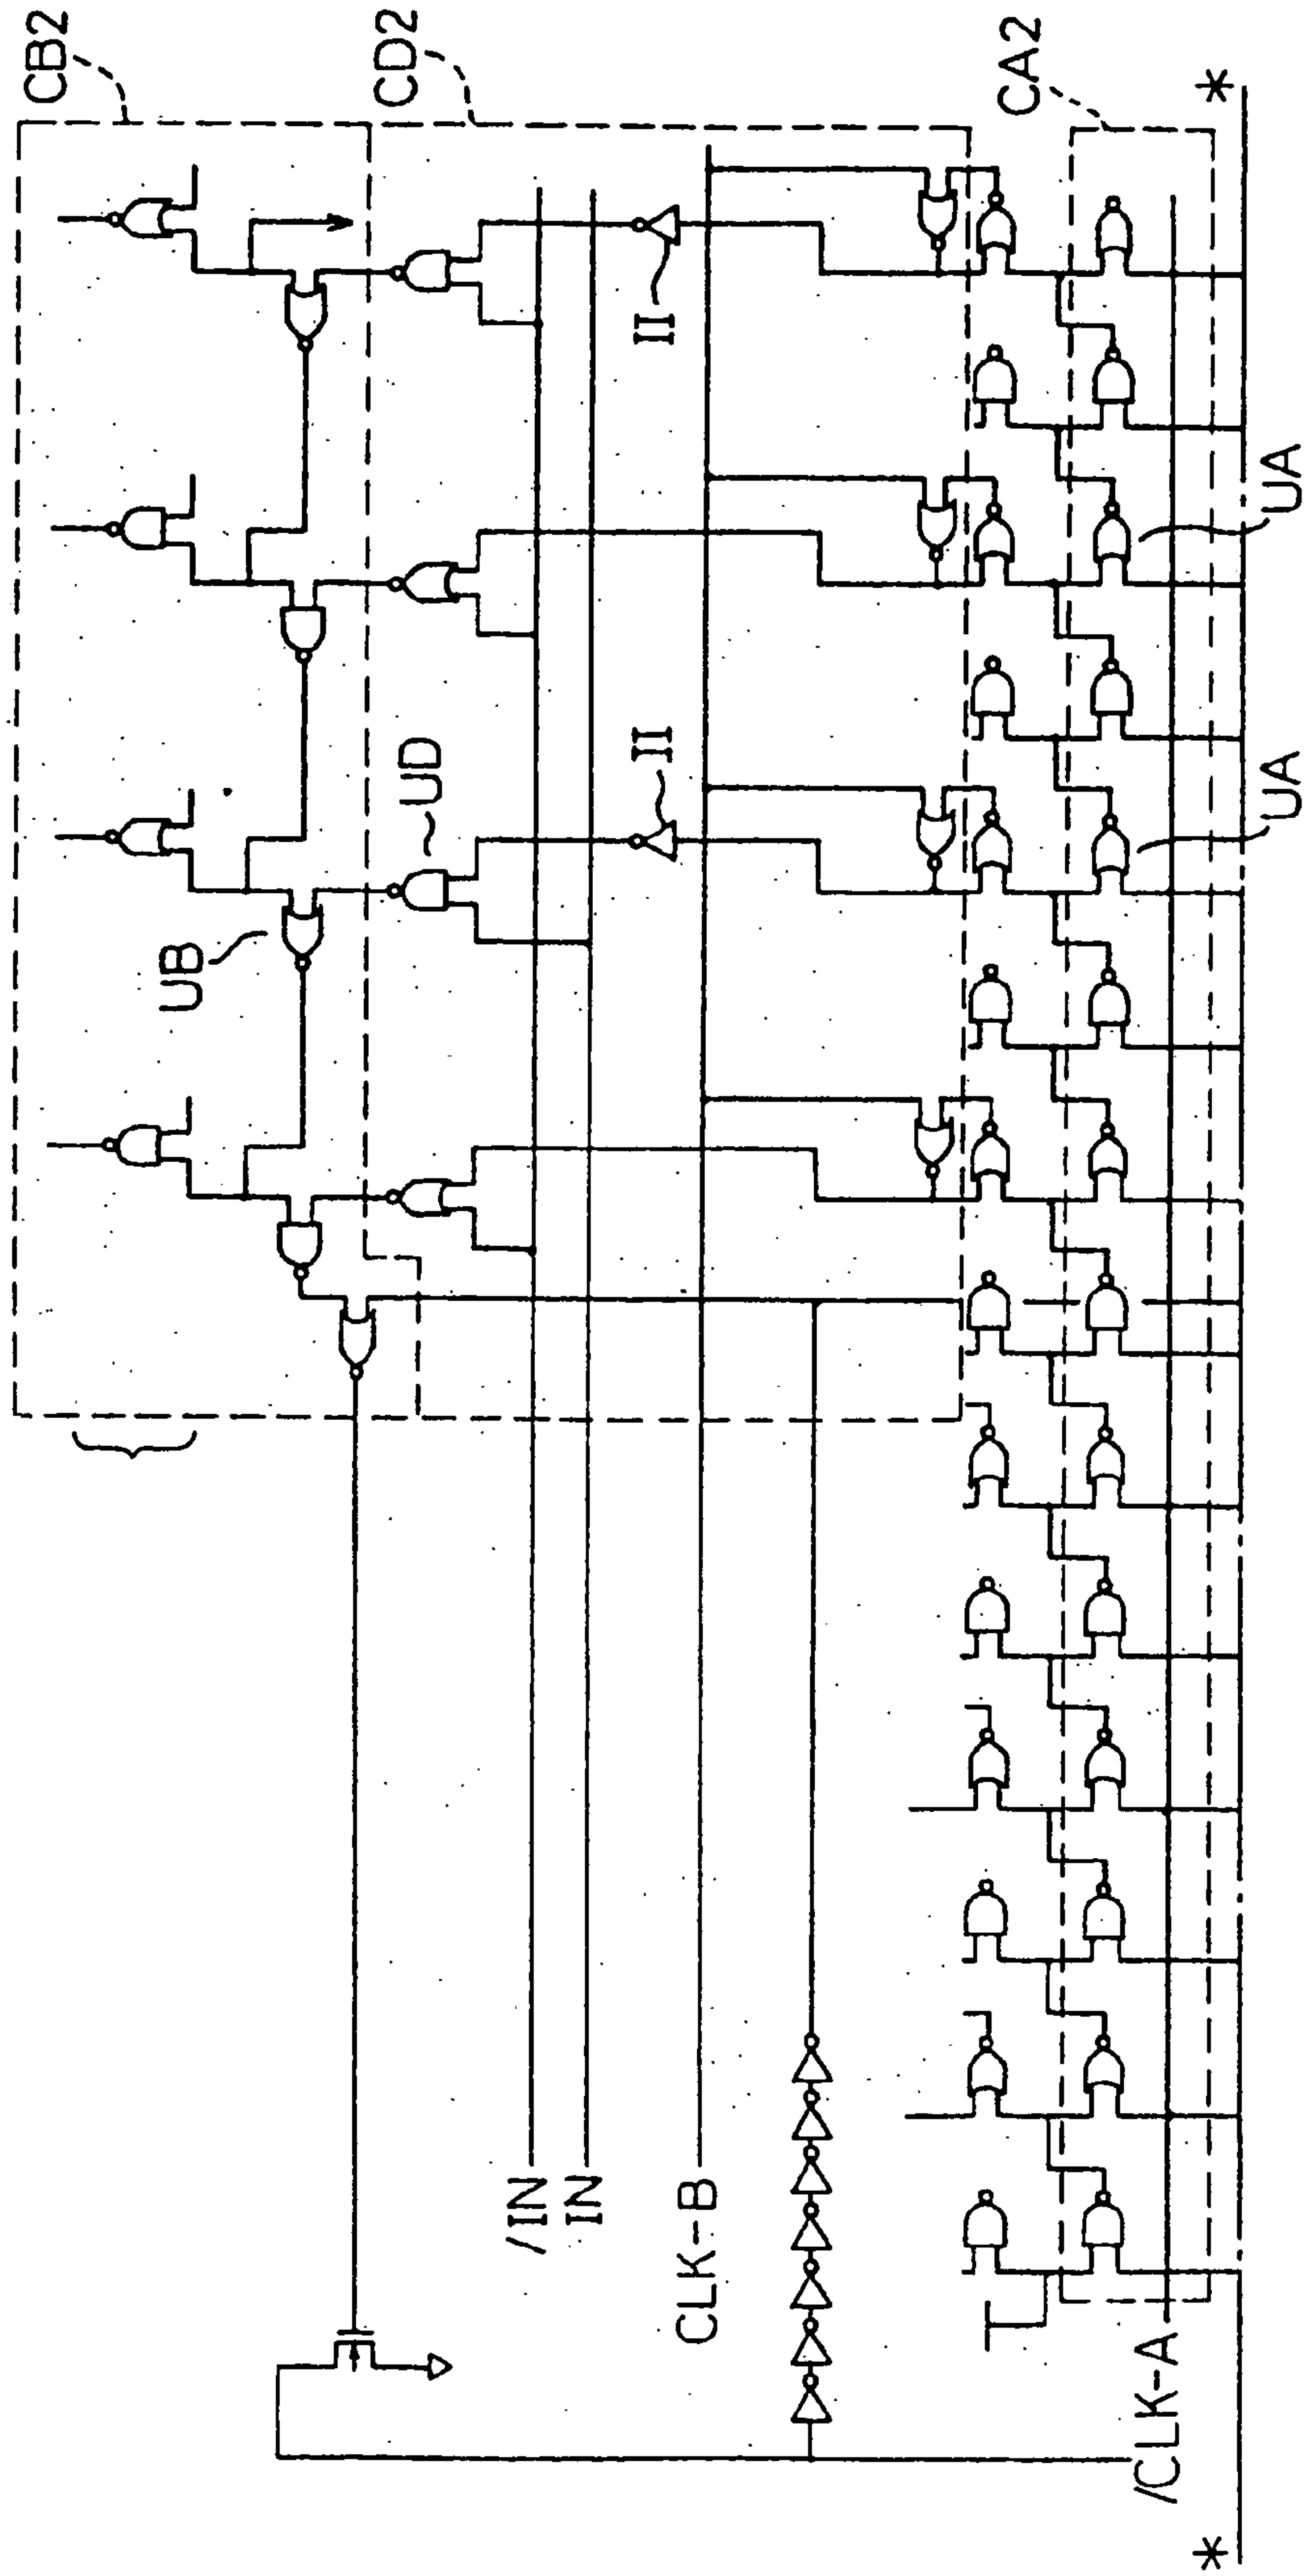 CB2
CD2
CA2
*
II
UA
II
UD
UA
UB
/IN
IN
CLK-B
/CLK-A
*